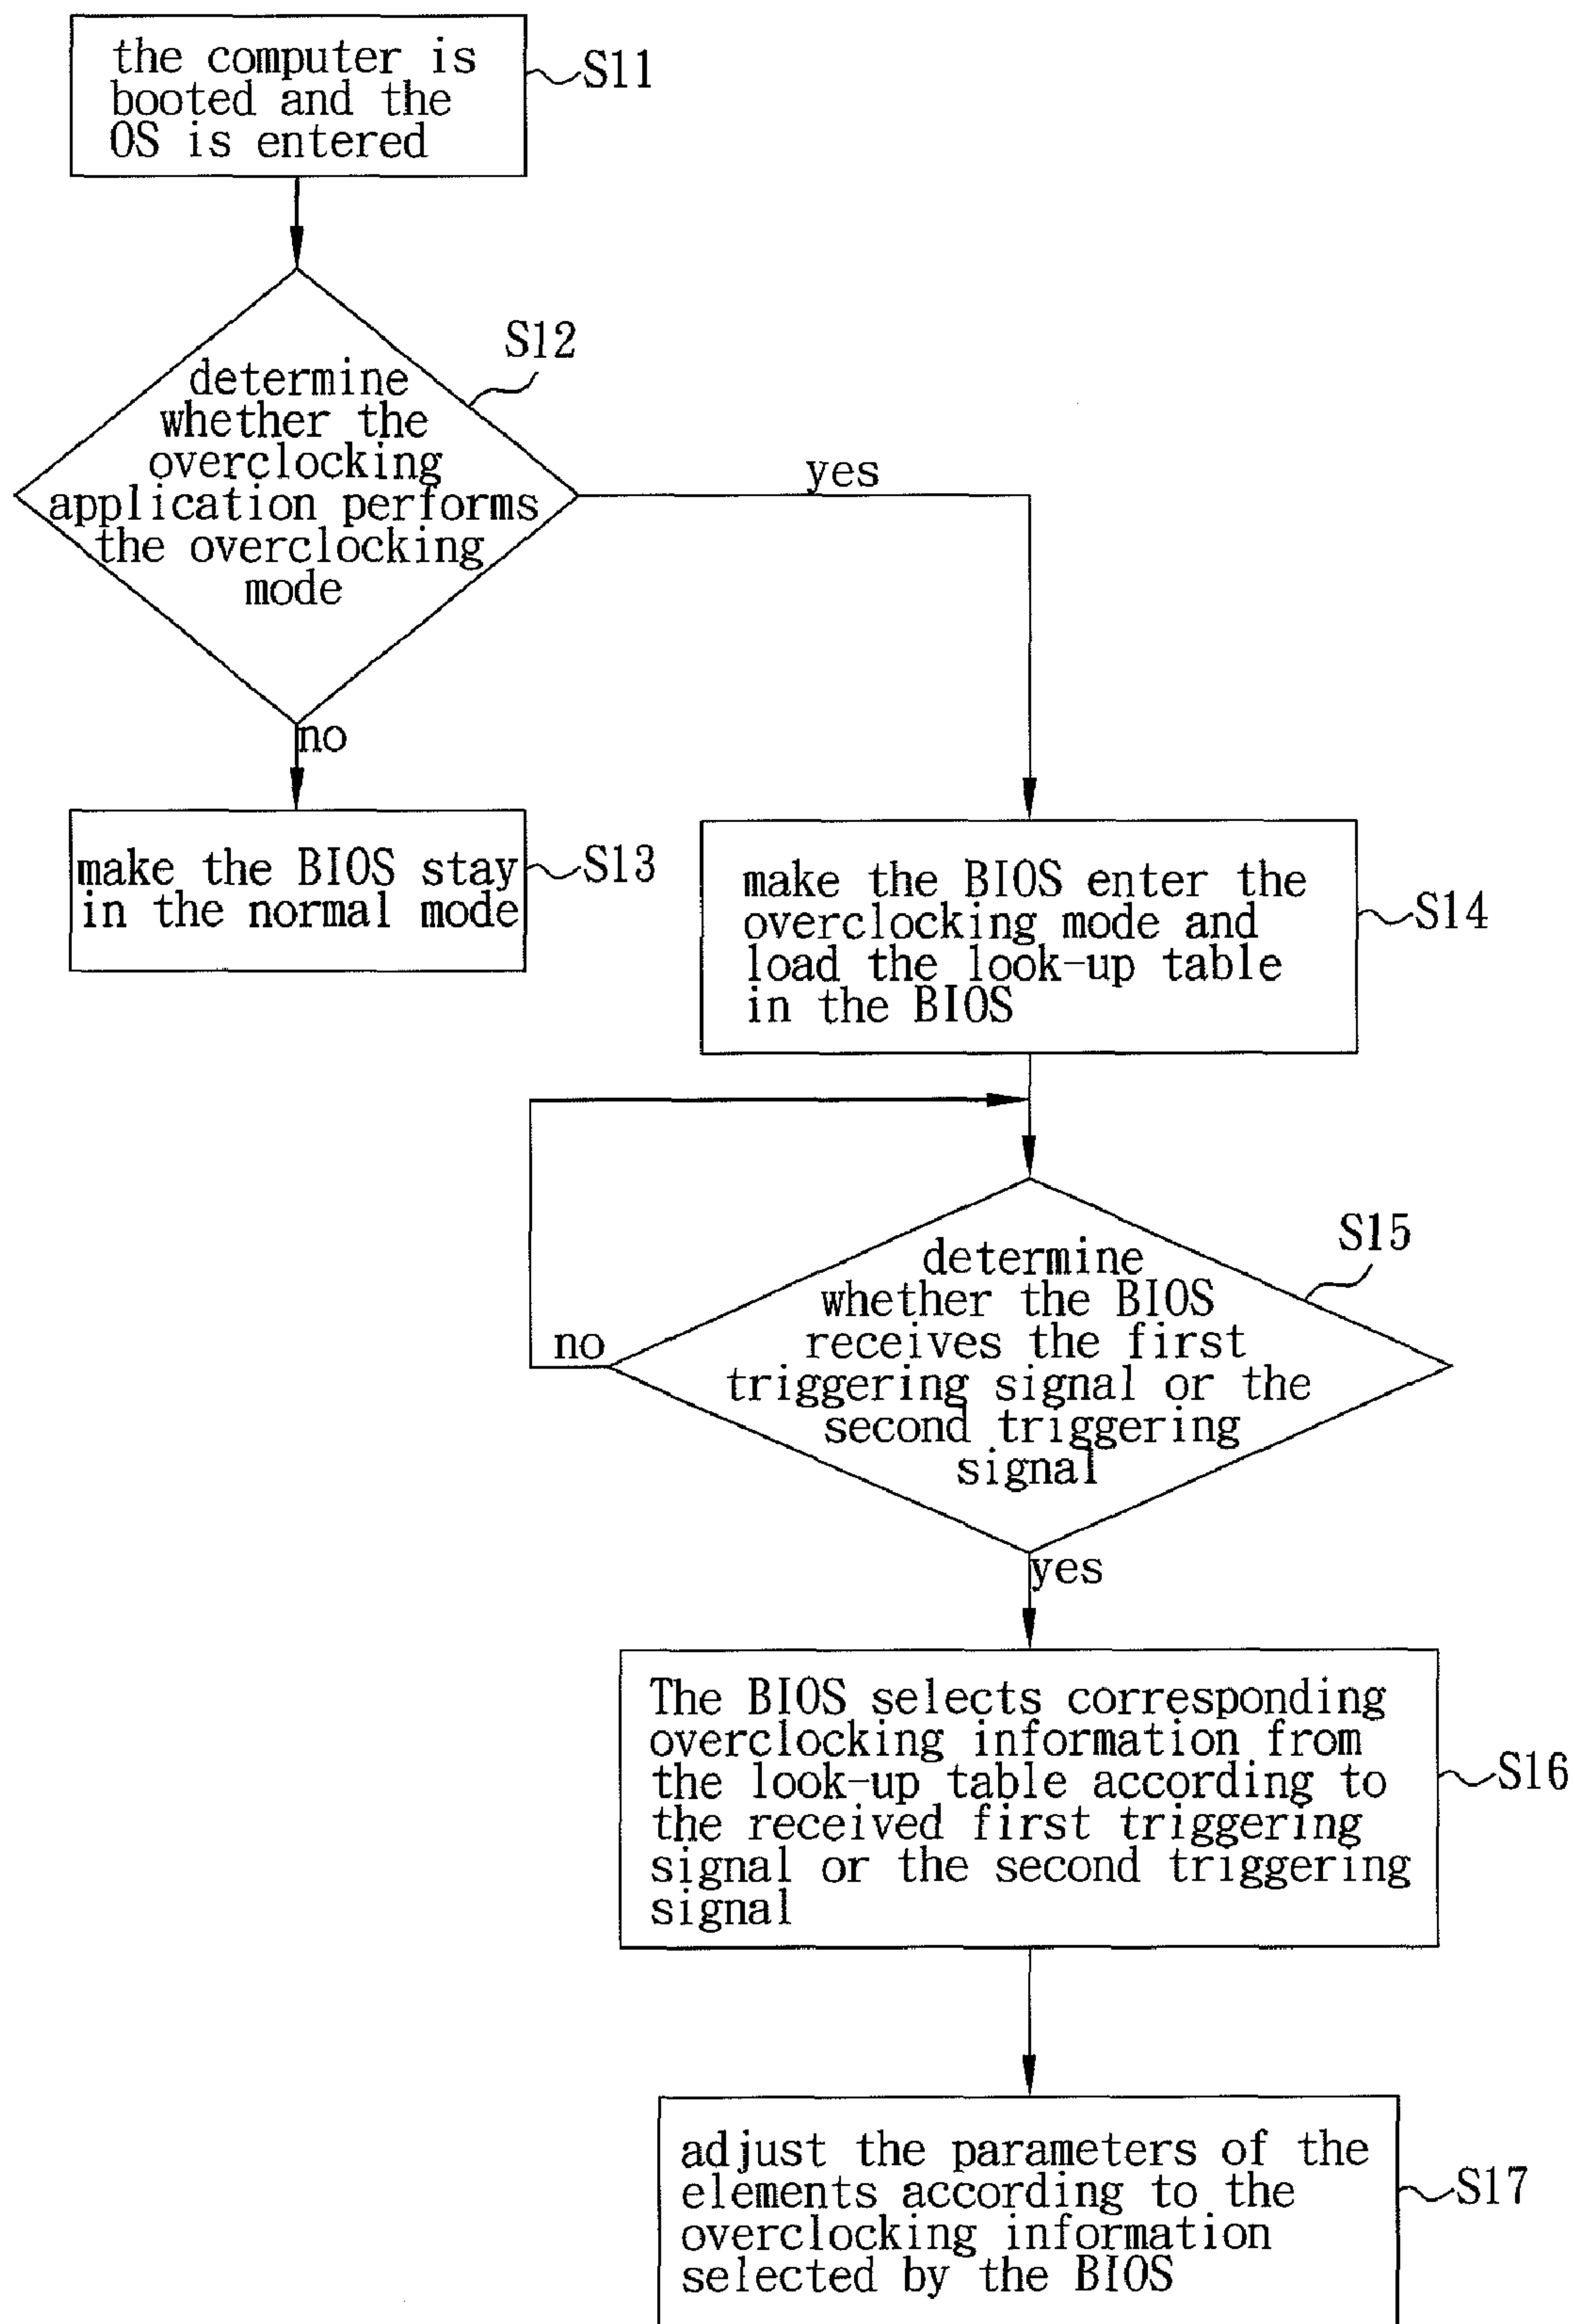 the computer is
booted and the
OS is entered
S11
S12
determine
whether the
overclocking
application performs
the overclocking
mode
yes
no
make the BIOS stay
in the normal mode
S13
make the BIOS enter the
overclocking mode and
load the look-up table
in the BIOS
S14
S15
determine
whether the BIOS
receives the first
triggering signal or the
second triggering
signal
no
yes
The BIOS selects corresponding
overclocking information from
the look-up table according to
the received first triggering
signal or the second triggering
signal
S16
adjust the parameters of the
elements according to the
overclocking information
selected by the BIOS
S17